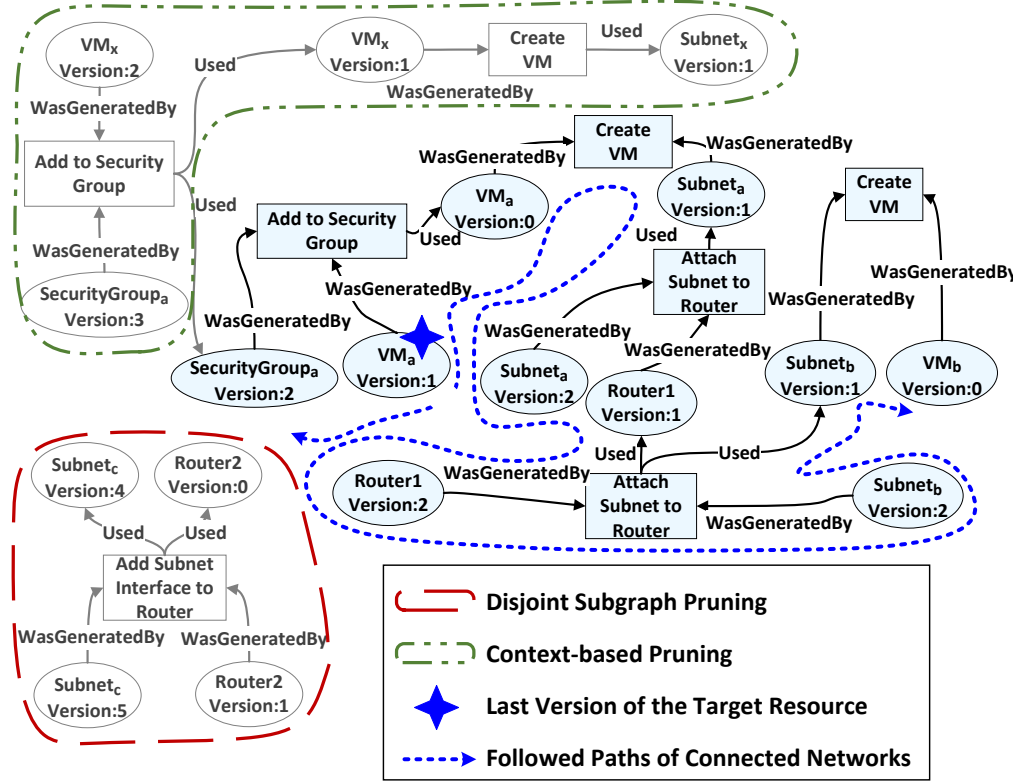 VMx
Version:2
WasGeneratedBy
Add to Security
Group
WasGeneratedBy
SecurityGroupa
Version:3
Used
Used
VMx
Version:1
WasGeneratedBy
Create
VM
Used
Subnetx
Version:1
Create
VM
WasGeneratedBy
WasGeneratedBy
VMa
Version:0
Subneta
Version:1
Create
VM
Add to Security
Group
Used
Used
Attach
Subnet to
Router
WasGeneratedBy
WasGeneratedBy
WasGeneratedBy
WasGeneratedBy
WasGeneratedBy
WasGeneratedBy
WasGeneratedBy
SecurityGroupa
Version:2
VMa
Version:1
Subneta
Version:2
Router1
Version:1
Subnetb
Version:1
VMb
Version:0
Used
Used
Router1
Version:2
WasGeneratedBy
Attach
Subnet to
Router
WasGeneratedBy
Subnetb
Version:2
Subnetc
Version:4
Router2
Version:0
Used
Used
Add Subnet
Interface to
Router
WasGeneratedBy
WasGeneratedBy
Subnetc
Version:5
Router2
Version:1
Disjoint Subgraph Pruning
Context-based Pruning
Last Version of the Target Resource
Followed Paths of Connected Networks